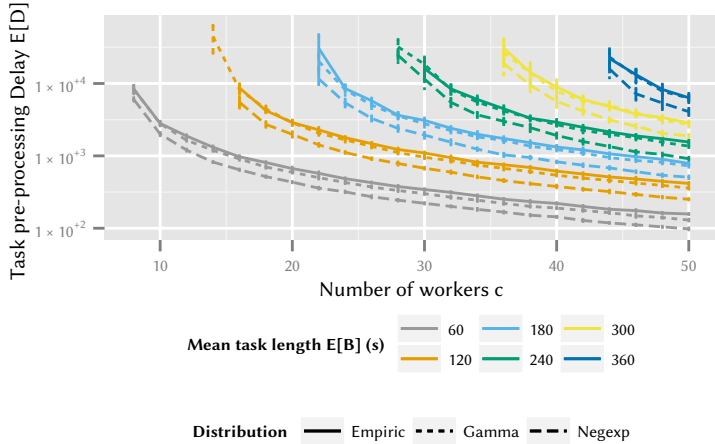 Task pre-processing Delay E[D]
1 × 10⁺⁴
1 × 10⁺³
1 × 10⁺²
10 20 30 40 50
Number of workers c
Mean task length E[B] (s)
60 180 300
120 240 360
Distribution Empiric Gamma Negexp